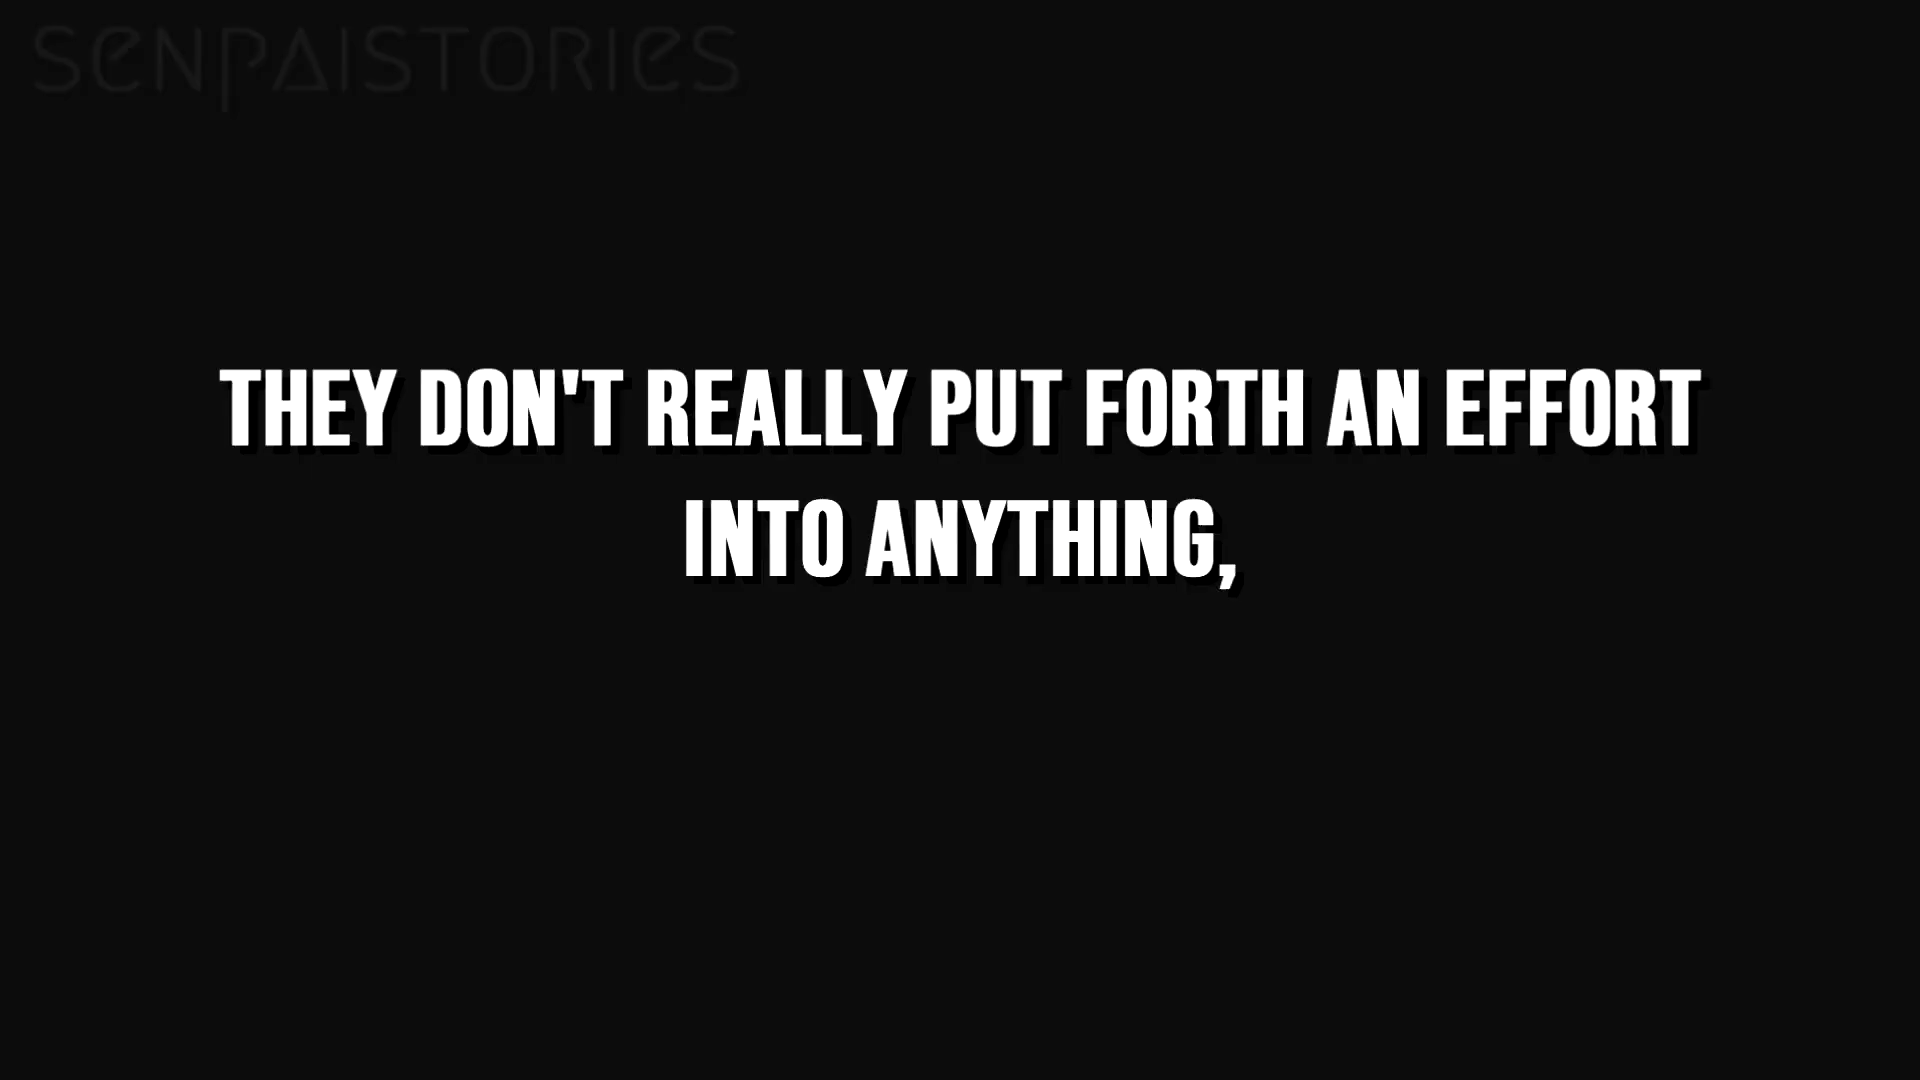 SENPAISTORIES
THEY DON'T REALLY PUT FORTH AN EFFORT
INTO ANYTHING,